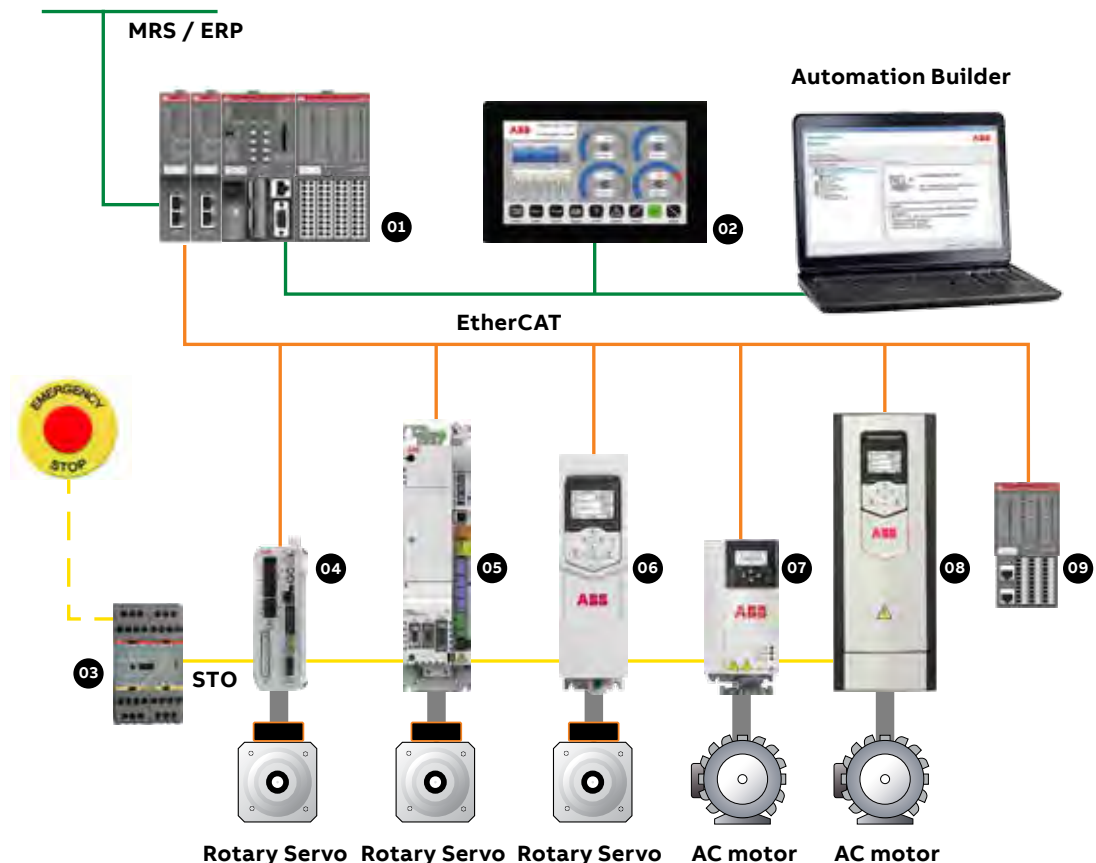 MRS / ERP
Automation Builder
ABB
ABB
01
02
EtherCAT
EMERGENCY
STOP
04
05
06
07
08
09
ABB
ABB
ABB
03
STO
Rotary Servo
Rotary Servo
Rotary Servo
AC motor
AC motor